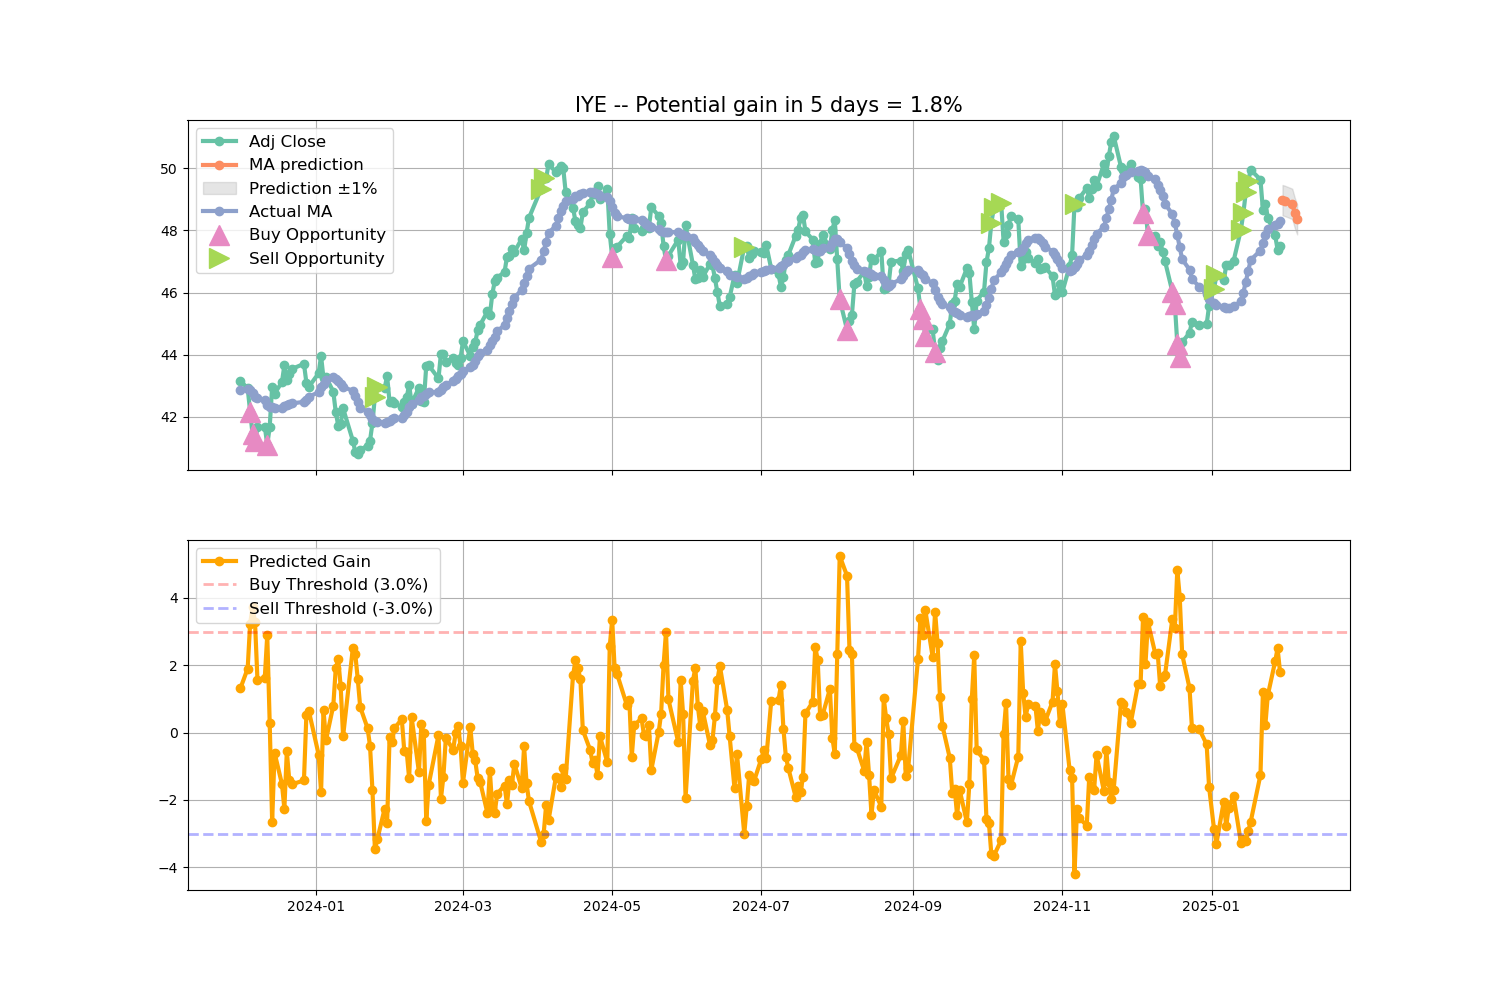 IYE -- Potential gain in 5 days = 1.8%
Adj Close
MA prediction
Prediction ±1%
Actual MA
Buy Opportunity
Sell Opportunity
50
48
46
44
42
Predicted Gain
Buy Threshold (3.0%)
Sell Threshold (-3.0%)
4
2
0
−2
−4
2024-01 2024-03 2024-05 2024-07 2024-09 2024-11 2025-01